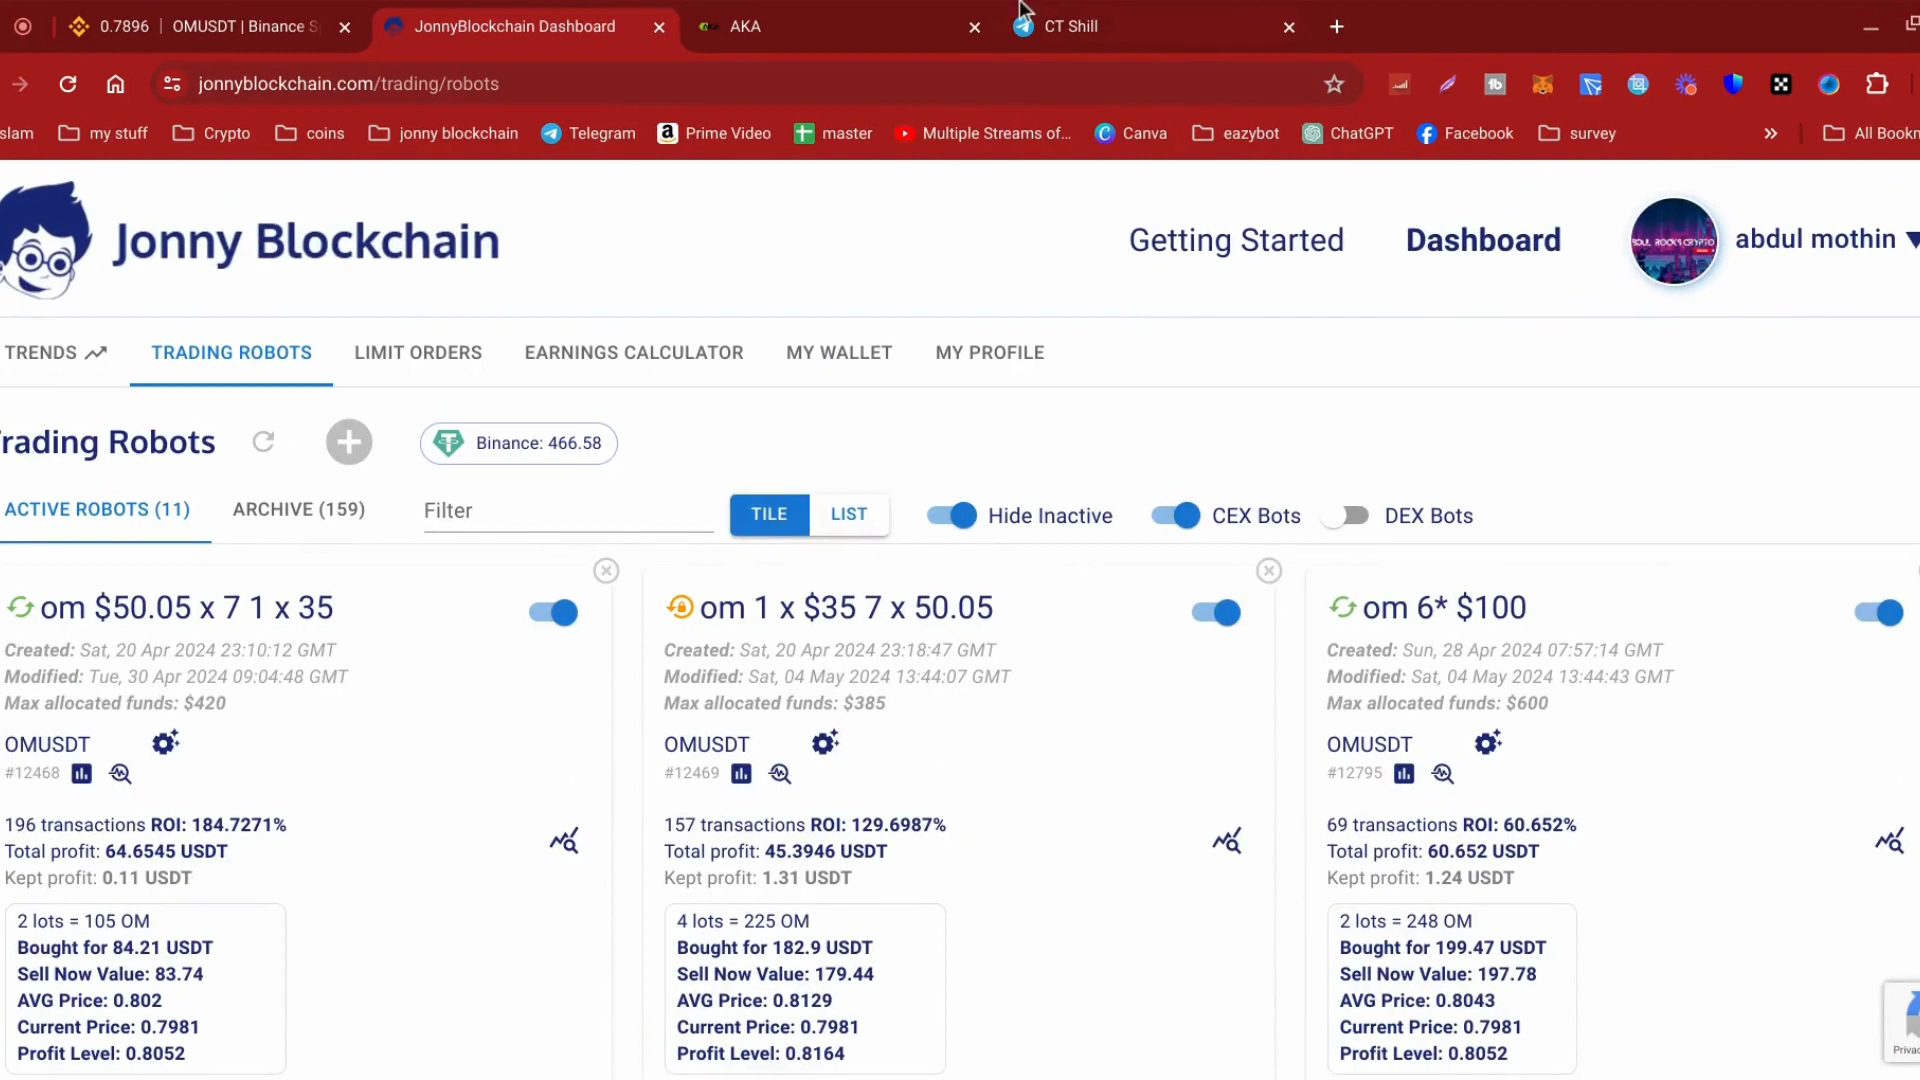 0.7896 | OMUSDT | Binance S
JonnyBlockchain Dashboard
AKA
CT Shill
jonnyblockchain.com/trading/robots
slam
my stuff
Crypto
coins
jonny blockchain
Telegram
Prime Video
master
Multiple Streams of...
Canva
eazybot
ChatGPT
Facebook
survey
»
All Bookn
Jonny Blockchain
Getting Started
Dashboard
abdul mothin
TRENDS
TRADING ROBOTS
LIMIT ORDERS
EARNINGS CALCULATOR
MY WALLET
MY PROFILE
rading Robots
Binance: 466.58
ACTIVE ROBOTS (11)
ARCHIVE (159)
Filter
TILE
LIST
Hide Inactive
CEX Bots
DEX Bots
om $50.05 x 7 1 x 35
Created: Sat, 20 Apr 2024 23:10:12 GMT
Modified: Tue, 30 Apr 2024 09:04:48 GMT
Max allocated funds: $420
OMUSDT
#12468
196 transactions ROI: 184.7271%
Total profit: 64.6545 USDT
Kept profit: 0.11 USDT
2 lots = 105 OM
Bought for 84.21 USDT
Sell Now Value: 83.74
AVG Price: 0.802
Current Price: 0.7981
Profit Level: 0.8052
om 1 x $35 7 x 50.05
Created: Sat, 20 Apr 2024 23:18:47 GMT
Modified: Sat, 04 May 2024 13:44:07 GMT
Max allocated funds: $385
OMUSDT
#12469
157 transactions ROI: 129.6987%
Total profit: 45.3946 USDT
Kept profit: 1.31 USDT
4 lots = 225 OM
Bought for 182.9 USDT
Sell Now Value: 179.44
AVG Price: 0.8129
Current Price: 0.7981
Profit Level: 0.8164
om 6* $100
Created: Sun, 28 Apr 2024 07:57:14 GMT
Modified: Sat, 04 May 2024 13:44:43 GMT
Max allocated funds: $600
OMUSDT
#12795
69 transactions ROI: 60.652%
Total profit: 60.652 USDT
Kept profit: 1.24 USDT
2 lots = 248 OM
Bought for 199.47 USDT
Sell Now Value: 197.78
AVG Price: 0.8043
Current Price: 0.7981
Profit Level: 0.8052
Privac